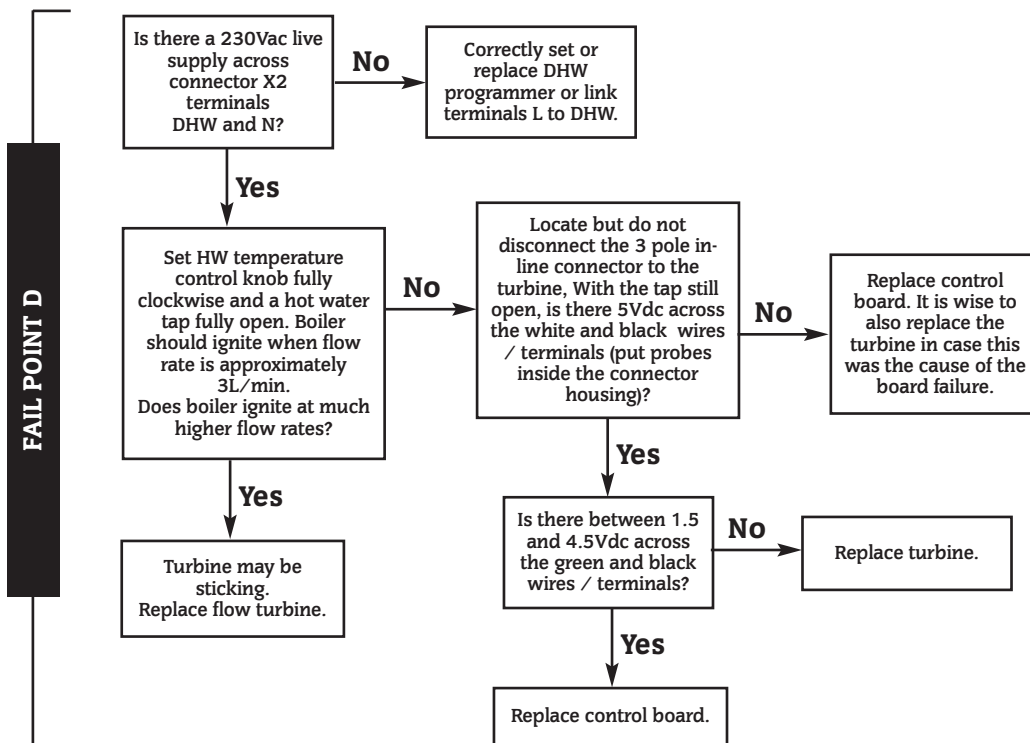 FAIL POINT D
Is there a 230Vac live
supply across
connector X2
terminals
DHW and N?
No
Correctly set or
replace DHW
programmer or link
terminals L to DHW.
Yes
Set HW temperature
control knob fully
clockwise and a hot water
tap fully open. Boiler
should ignite when flow
rate is approximately
3L/min.
Does boiler ignite at much
higher flow rates?
No
Locate but do not
disconnect the 3 pole in-
line connector to the
turbine, With the tap still
open, is there 5Vdc across
the white and black wires
/ terminals (put probes
inside the connector
housing)?
No
Replace control
board. It is wise to
also replace the
turbine in case this
was the cause of the
board failure.
Yes
Turbine may be
sticking.
Replace flow turbine.
Yes
Is there between 1.5
and 4.5Vdc across
the green and black
wires / terminals?
No
Replace turbine.
Yes
Replace control board.